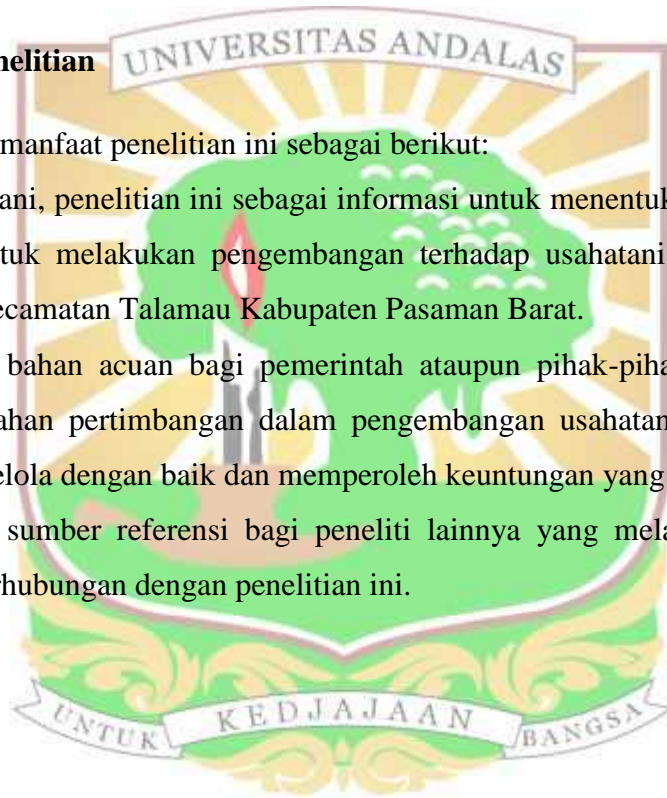 UNIVERSITAS ANDALAS
nelitian
manfaat penelitian ini sebagai berikut:
ani, penelitian ini sebagai informasi untuk menentuk
tuk melakukan pengembangan terhadap usahatani
ecamatan Talamau Kabupaten Pasaman Barat.
bahan acuan bagi pemerintah ataupun pihak-piha
ahan pertimbangan dalam pengembangan usahatan
elola dengan baik dan memperoleh keuntungan yang
sumber referensi bagi peneliti lainnya yang mela
rhubungan dengan penelitian ini.
UNTUK KEDJAJAAN BANGSA